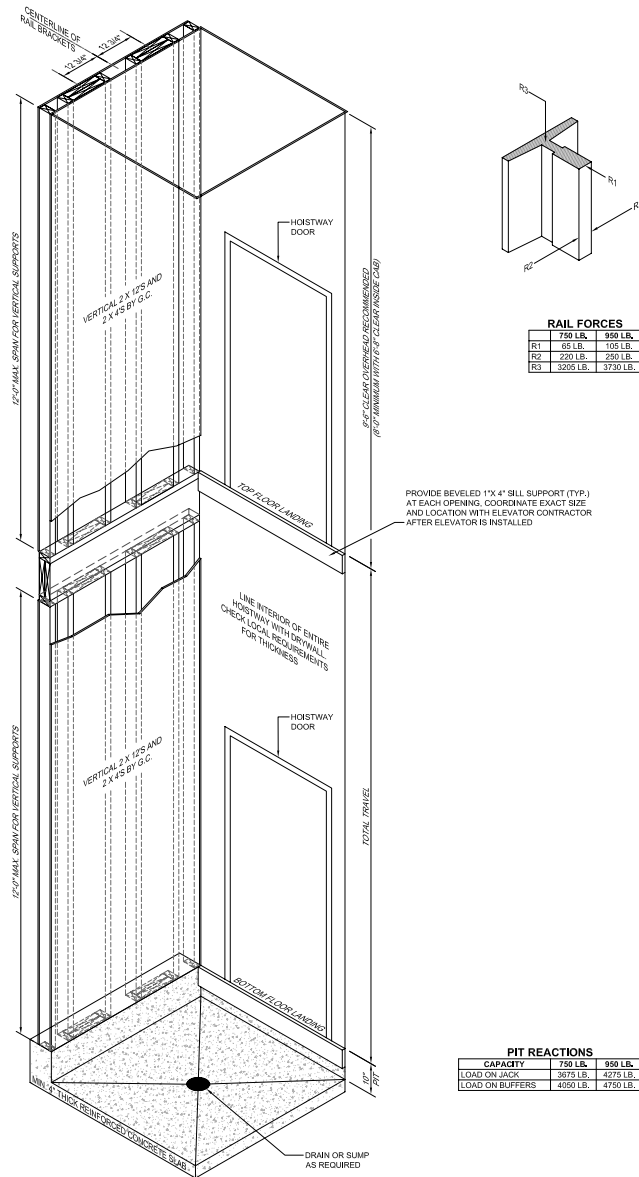 CENTERLINE OF
RAIL BRACKETS
12 3/4"
12 3/4"
12'-0" MAX. SPAN FOR VERTICAL SUPPORTS
VERTICAL 2 X 12'S AND
2 X 4'S BY G.C.
HOISTWAY
DOOR
9'-6" CLEAR OVERHEAD RECOMMENDED
(8'-0" MINIMUM WITH 6'-8" CLEAR INSIDE CAB)
R3
R1
R
R2
RAIL FORCES
750 LB. 950 LB.
R1 65 LB. 105 LB.
R2 220 LB. 250 LB.
R3 3205 LB. 3730 LB.
TOP FLOOR LANDING
PROVIDE BEVELED 1"X 4" SILL SUPPORT (TYP.)
AT EACH OPENING, COORDINATE EXACT SIZE
AND LOCATION WITH ELEVATOR CONTRACTOR
AFTER ELEVATOR IS INSTALLED
LINE INTERIOR OF ENTIRE
HOISTWAY WITH DRYWALL.
CHECK LOCAL REQUIREMENTS
FOR THICKNESS
12'-0" MAX. SPAN FOR VERTICAL SUPPORTS
VERTICAL 2 X 12'S AND
2 X 4'S BY G.C.
HOISTWAY
DOOR
TOTAL TRAVEL
BOTTOM FLOOR LANDING
10"
PIT
MIN. 4" THICK REINFORCED CONCRETE SLAB
DRAIN OR SUMP
AS REQUIRED
PIT REACTIONS
CAPACITY 750 LB. 950 LB.
LOAD ON JACK 3675 LB. 4275 LB.
LOAD ON BUFFERS 4050 LB. 4750 LB.